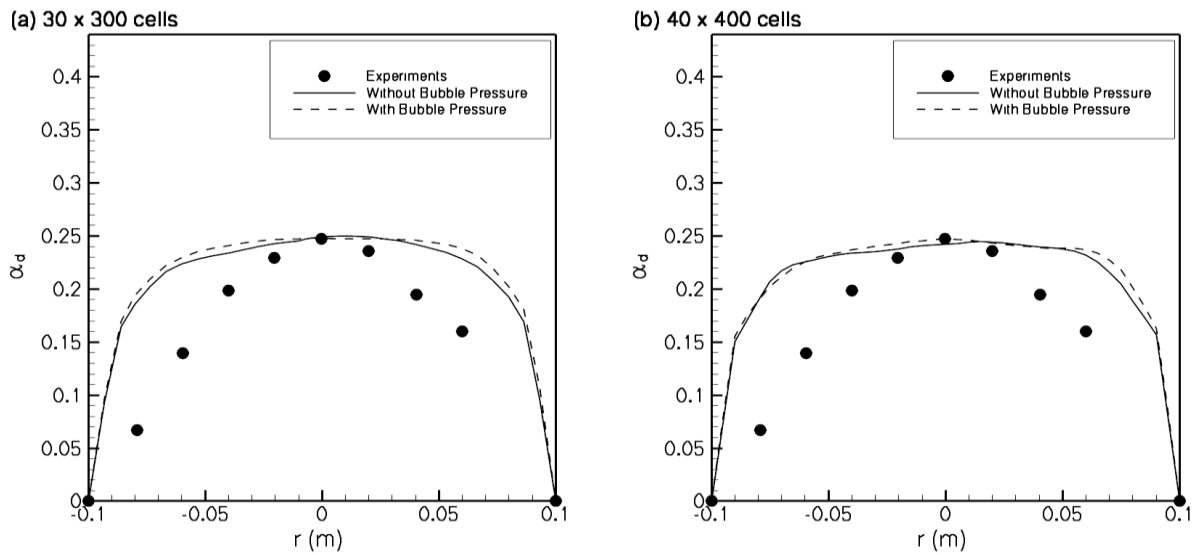 (a) 30 x 300 cells
0.4
0.35
0.3
0.25
0.2
0.15
0.1
0.05
0
αd
Experiments
Without Bubble Pressure
With Bubble Pressure
-0.1
-0.05
0
0.05
0.1
r (m)
(b) 40 x 400 cells
0.4
0.35
0.3
0.25
0.2
0.15
0.1
0.05
0
αd
Experiments
Without Bubble Pressure
With Bubble Pressure
-0.1
-0.05
0
0.05
0.1
r (m)